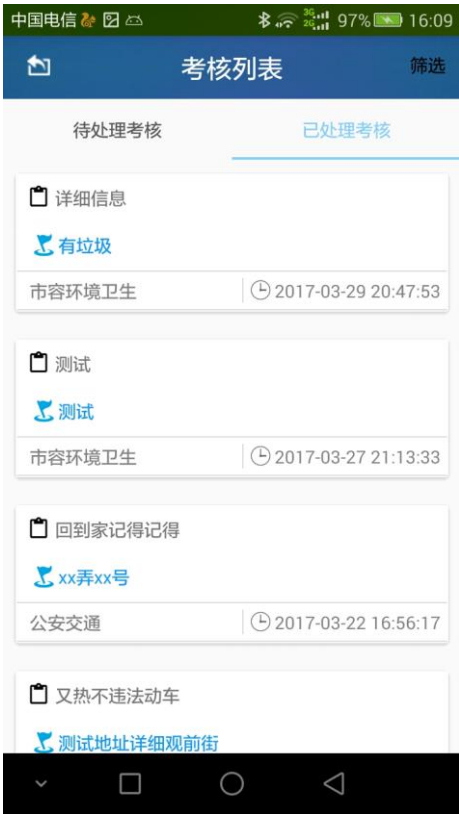 中国电信 3G 2G 97% 16:09
考核列表 筛选
待处理考核 已处理考核
详细信息
有垃圾
市容环境卫生 2017-03-29 20:47:53
测试
测试
市容环境卫生 2017-03-27 21:13:33
回到家记得记得
xx弄xx号
公安交通 2017-03-22 16:56:17
又热不违法动车
测试地址详细观前街